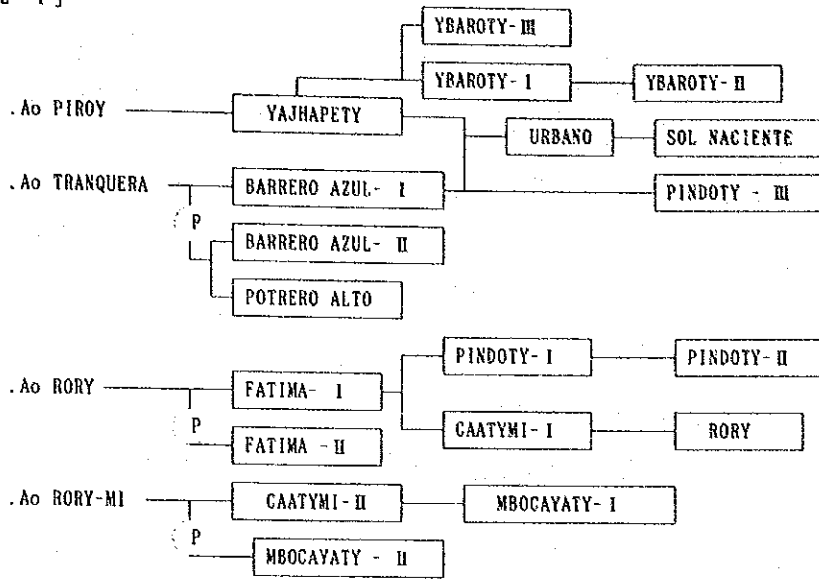 YBAROTY-III
YBAROTY-I YBAROTY-II
.Ao PIROY YAJHAPETY
URBANO SOL NACIENTE
.Ao TRANQUERA BARRERO AZUL- I PINDOTY - III
P
BARRERO AZUL- II
POTRERO ALTO
PINDOTY-I PINDOTY-II
.Ao RORY FATIMA- I
P
CAATYMI-I RORY
FATIMA -II
.Ao RORY-MI CAATYMI-II MBOCAYATY-I
P
MBOCAYATY - II